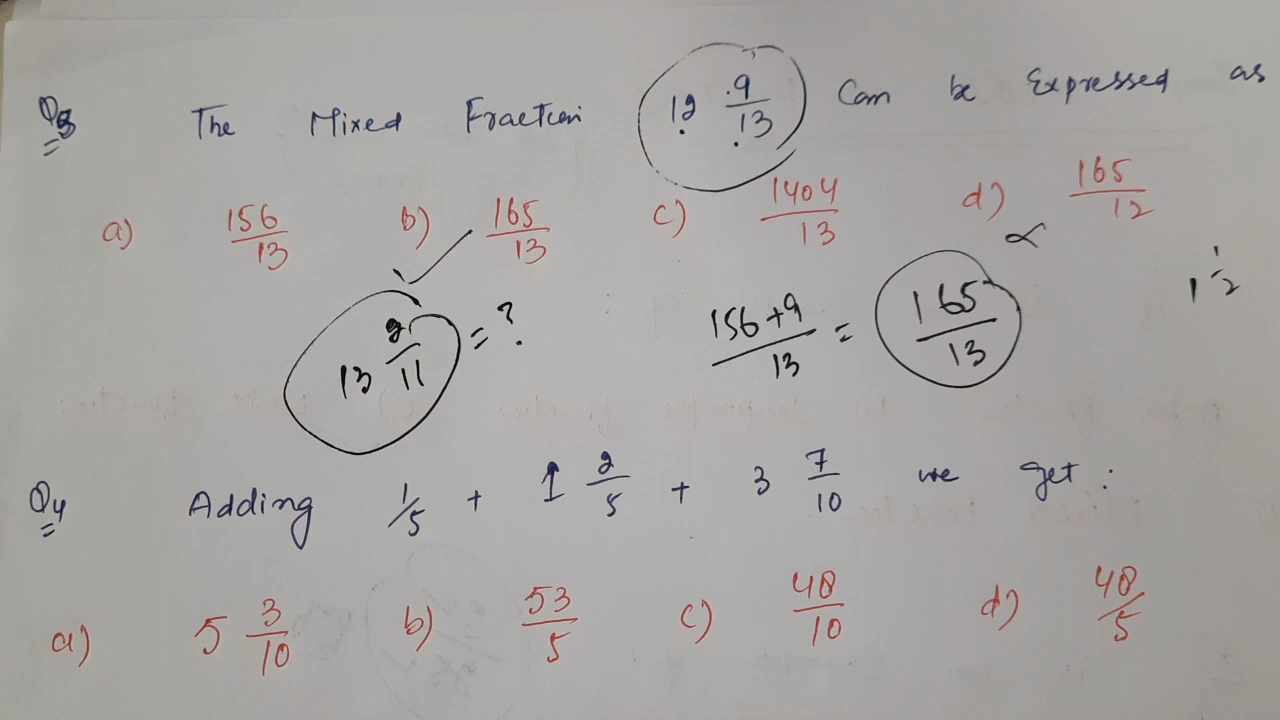 Q3 The Mixed Fraction 12 9/13 Can be Expressed as
a) 156/13 b) 165/13 c) 1404/13 d) 165/12
1 1/2
156+9/13 = 165/13
13 2/11 = ?
Q4 Adding 1/5 + 1 2/5 + 3 7/10 we get :
a) 5 3/10 b) 53/5 c) 48/10 d) 48/5